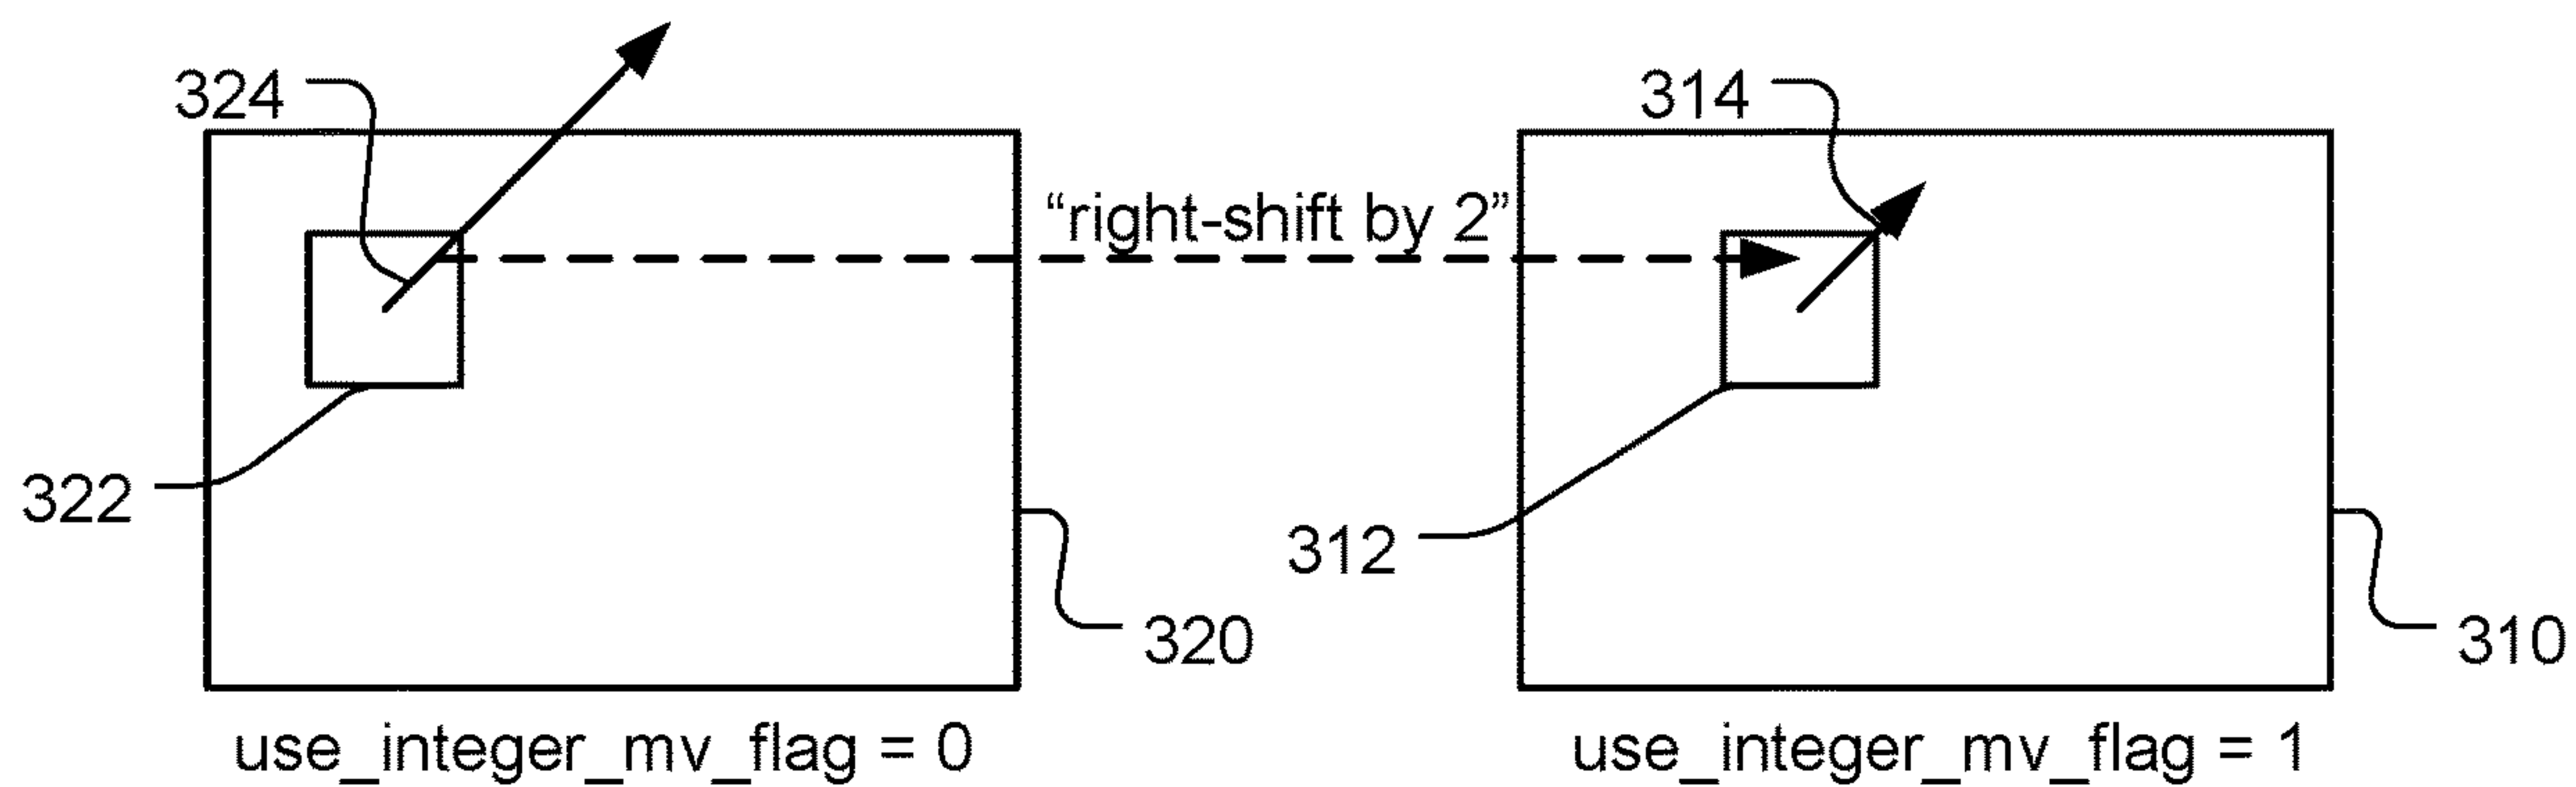 324
314
“right-shift by 2”
322
312
320
310
use_integer_mv_flag = 0
use_integer_mv_flag = 1